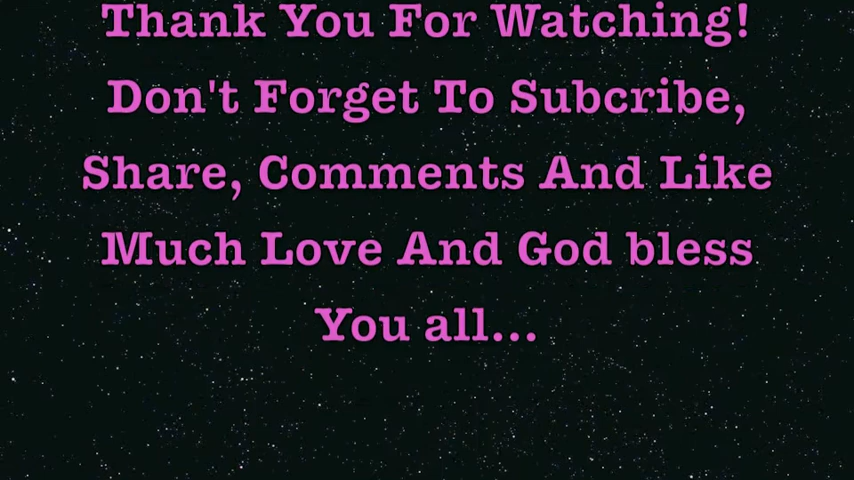 Thank You For Watching!
Don't Forget To Subcribe,
Share, Comments And Like
Much Love And God bless
You all...